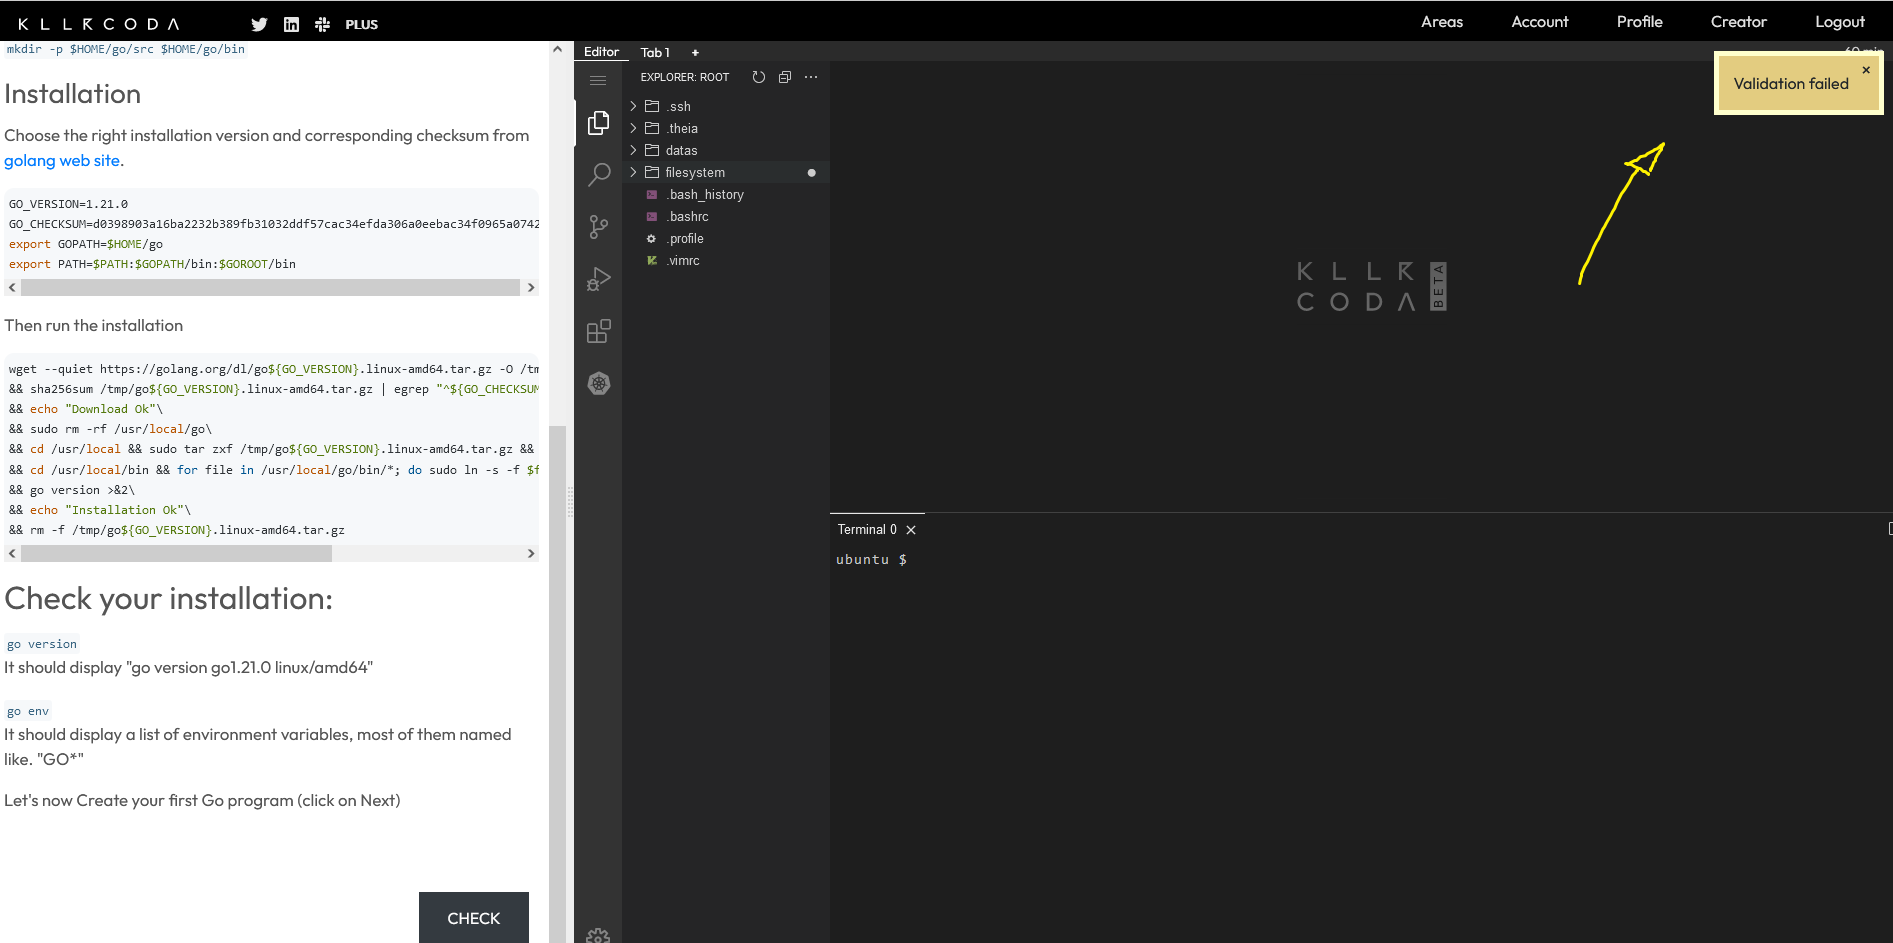 KLLRCODA
PLUS
Areas Account Profile Creator Logout
mkdir -p $HOME/go/src $HOME/go/bin
Installation
Choose the right installation version and corresponding checksum from
golang web site.
GO_VERSION=1.21.0
GO_CHECKSUM=d0398903a16ba2232b389fb31032ddf57cac34efda306a0eebac34f0965a0742
export GOPATH=$HOME/go
export PATH=$PATH:$GOPATH/bin:$GOROOT/bin
Then run the installation
wget --quiet https://golang.org/dl/go${GO_VERSION}.linux-amd64.tar.gz -O /tm
&& sha256sum /tmp/go${GO_VERSION}.linux-amd64.tar.gz | egrep "^${GO_CHECKSUM
&& echo "Download Ok"\
&& sudo rm -rf /usr/local/go\
&& cd /usr/local && sudo tar zxf /tmp/go${GO_VERSION}.linux-amd64.tar.gz &&
&& cd /usr/local/bin && for file in /usr/local/go/bin/*; do sudo ln -s -f $f
&& go version >&2\
&& echo "Installation Ok"\
&& rm -f /tmp/go${GO_VERSION}.linux-amd64.tar.gz
Check your installation:
go version
It should display "go version go1.21.0 linux/amd64"
go env
It should display a list of environment variables, most of them named
like. "GO*"
Let's now Create your first Go program (click on Next)
CHECK
Editor Tab 1 +
EXPLORER: ROOT
.ssh
.theia
datas
filesystem
.bash_history
.bashrc
.profile
.vimrc
Validation failed
KLLR
CODA
BETA
Terminal 0
ubuntu $